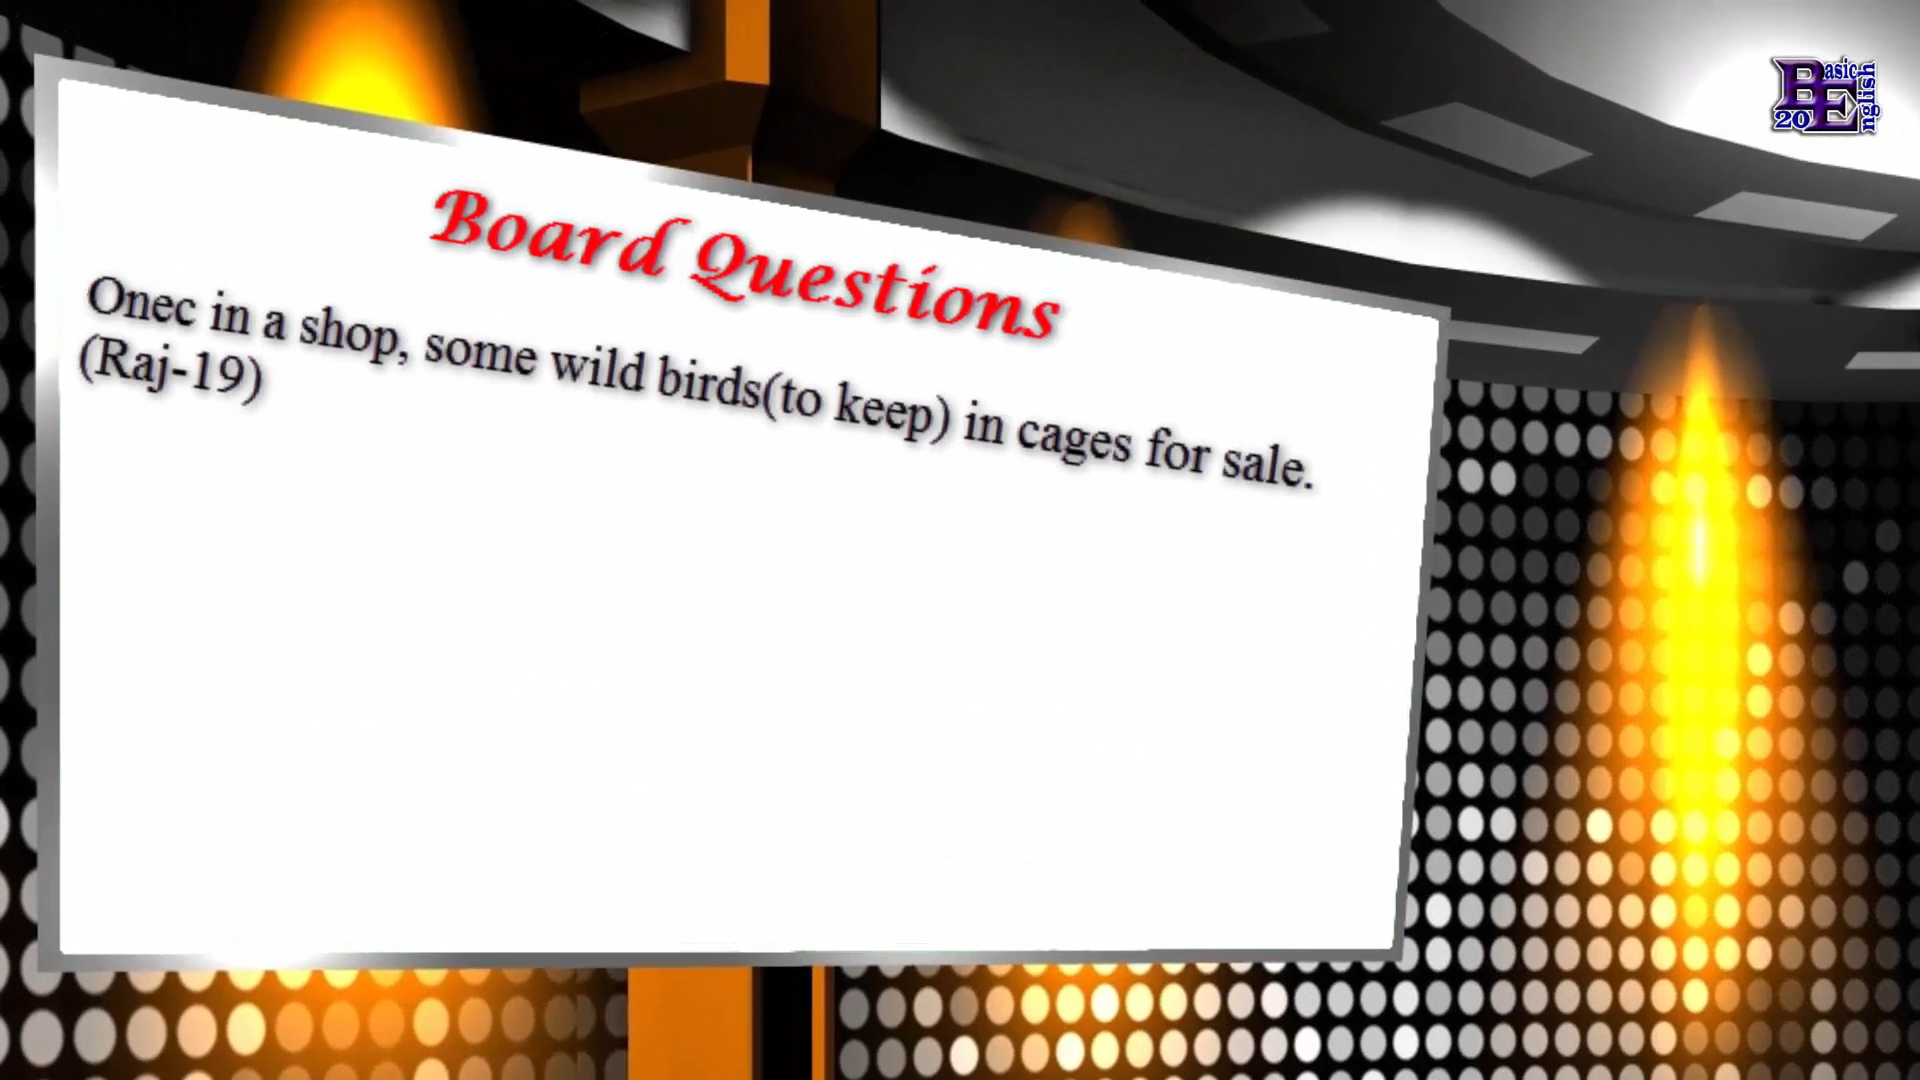 Board Questions
Onec in a shop, some wild birds(to keep) in cages for sale.
(Raj-19)
Basic
English
20